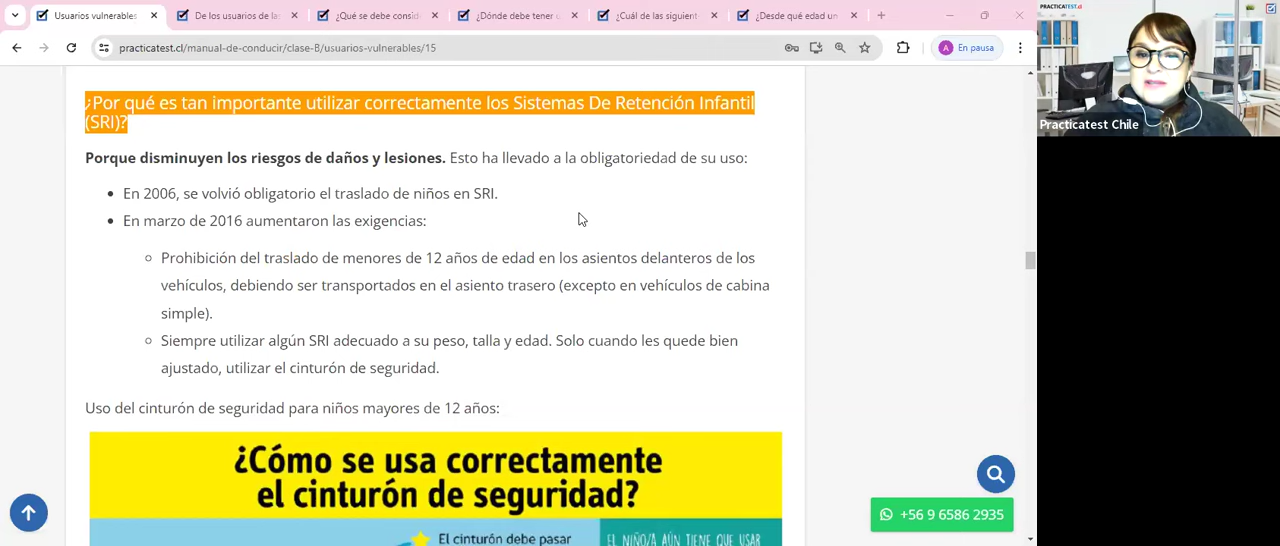 Usuarios vulnerables
De los usuarios de la
¿Qué se debe consid
¿Dónde debe tener u
¿Cuál de las siguient
¿Desde qué edad un
practicatest.cl/manual-de-conducir/clase-B/usuarios-vulnerables/15
A En pausa
PRACTICATEST.cl
Practicatest Chile
¿Por qué es tan importante utilizar correctamente los Sistemas De Retención Infantil
(SRI)?
Porque disminuyen los riesgos de daños y lesiones. Esto ha llevado a la obligatoriedad de su uso:
En 2006, se volvió obligatorio el traslado de niños en SRI.
En marzo de 2016 aumentaron las exigencias:
Prohibición del traslado de menores de 12 años de edad en los asientos delanteros de los
vehículos, debiendo ser transportados en el asiento trasero (excepto en vehículos de cabina
simple).
Siempre utilizar algún SRI adecuado a su peso, talla y edad. Solo cuando les quede bien
ajustado, utilizar el cinturón de seguridad.
Uso del cinturón de seguridad para niños mayores de 12 años:
¿Cómo se usa correctamente
el cinturón de seguridad?
El cinturón debe pasar
EL NIÑO/A AÚN TIENE QUE USAR
+56 9 6586 2935